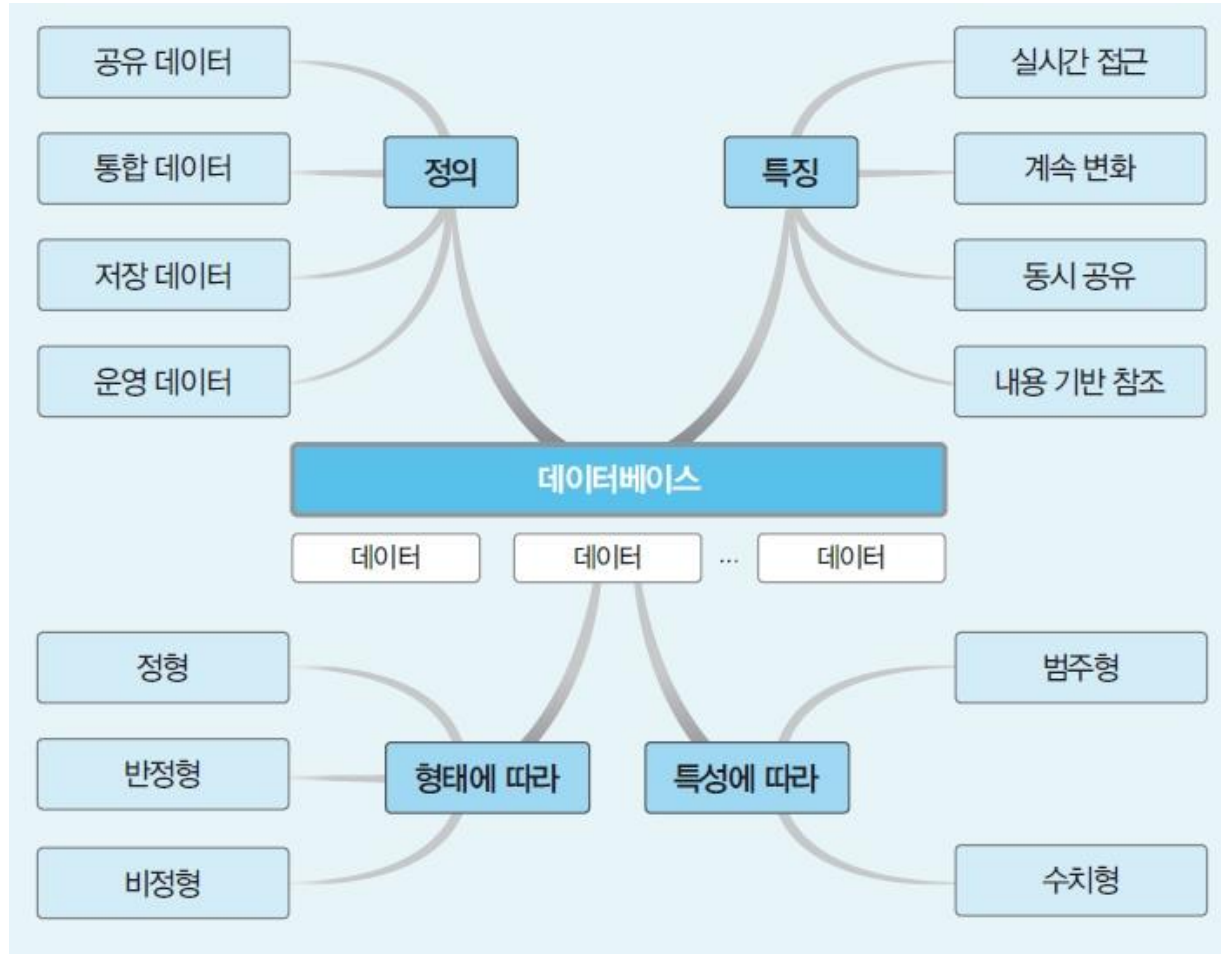 공유 데이터
통합 데이터
저장 데이터
운영 데이터
정의
특징
실시간 접근
계속 변화
동시 공유
내용 기반 참조
데이터베이스
데이터
데이터
...
데이터
정형
반정형
비정형
형태에 따라
특성에 따라
범주형
수치형